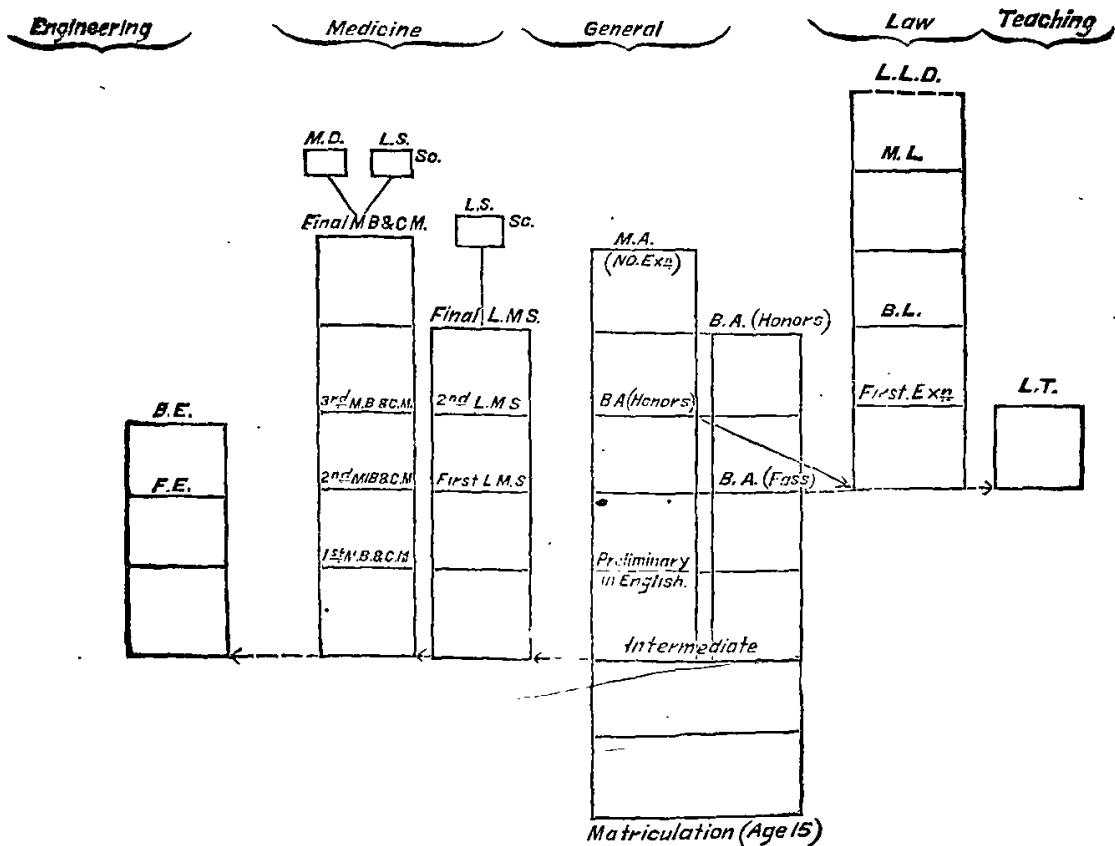 Engineering
Medicine
General
Law
Teaching
L.L.D.
M.D.
L.S.
Sc.
M.L.
L.S.
Sc.
Final M B & C M.
M.A.
(NO. Exn)
Final L.M S.
B.A. (Honors)
B.L.
3rd M.B & C.M.
2nd L.M S
B A (Honors)
First. Exn
L.T.
B.E.
F.E.
2nd M B & C.M
First L M.S
B.A. (Pass)
1st M.B. & C.M
Preliminary
in English.
Intermediate
Matriculation (Age 15)